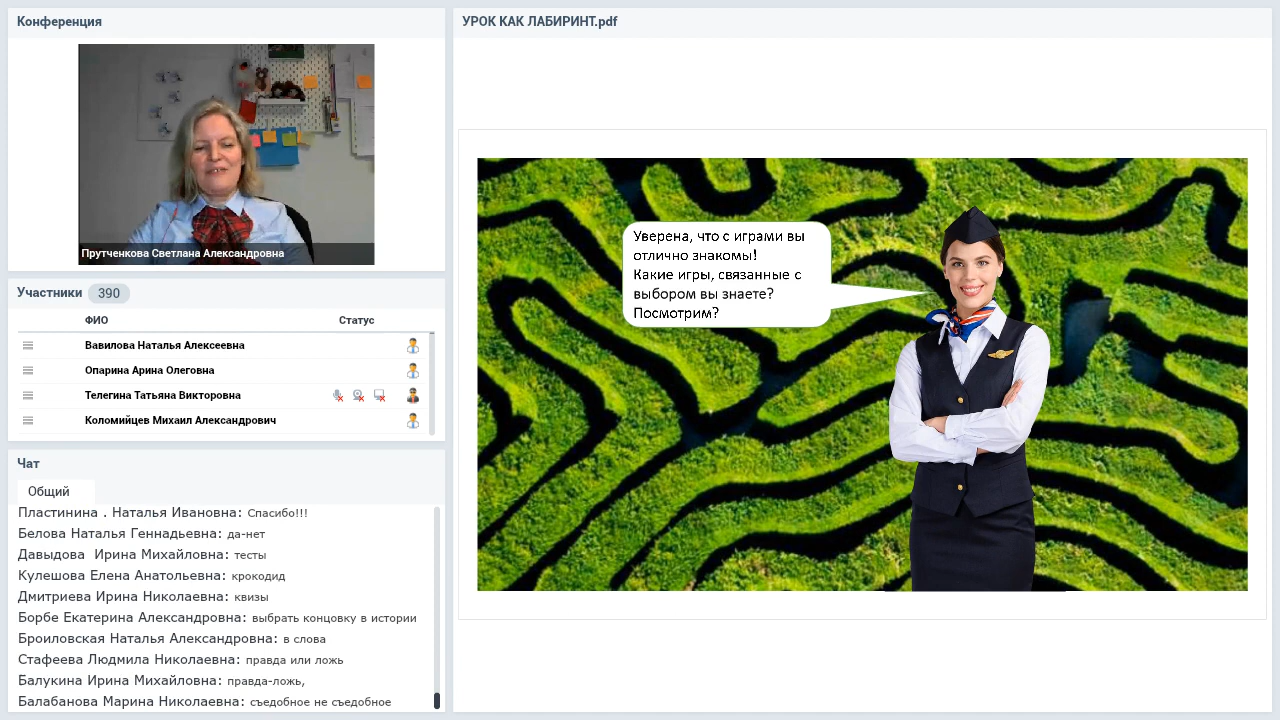 Конференция
Прутченкова Светлана Александровна
Участники 390
ФИО Статус
Вавилова Наталья Алексеевна
Опарина Арина Олеговна
Телегина Татьяна Викторовна
Коломийцев Михаил Александрович
Чат
Общий
Пластинина . Наталья Ивановна: Спасибо!!!
Белова Наталья Геннадьевна: да-нет
Давыдова  Ирина Михайловна: тесты
Кулешова Елена Анатольевна: крокодид
Дмитриева Ирина Николаевна: квизы
Борбе Екатерина Александровна: выбрать концовку в истории
Броиловская Наталья Александровна: в слова
Стафеева Людмила Николаевна: правда или ложь
Балукина Ирина Михайловна: правда-ложь,
Балабанова Марина Николаевна: съедобное не съедобное
УРОК КАК ЛАБИРИНТ.pdf
Уверена, что с играми вы
отлично знакомы!
Какие игры, связанные с
выбором вы знаете?
Посмотрим?